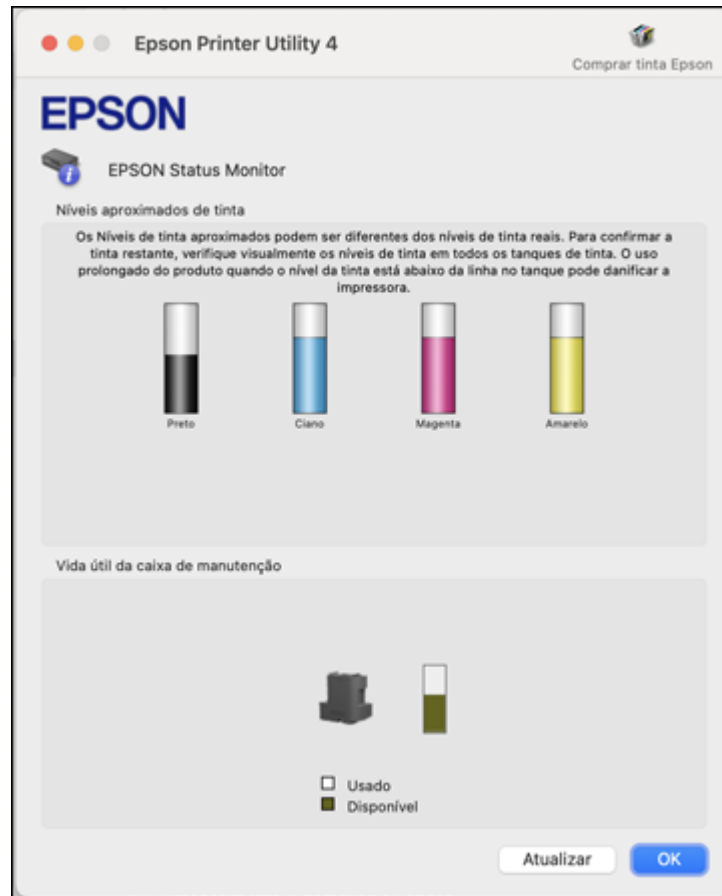 Epson Printer Utility 4
Comprar tinta Epson
EPSON
EPSON Status Monitor
Níveis aproximados de tinta
Os Níveis de tinta aproximados podem ser diferentes dos níveis de tinta reais. Para confirmar a
tinta restante, verifique visualmente os níveis de tinta em todos os tanques de tinta. O uso
prolongado do produto quando o nível da tinta está abaixo da linha no tanque pode danificar a
impressora.
Preto
Ciano
Magenta
Amarelo
Vida útil da caixa de manutenção
Usado
Disponível
Atualizar
OK